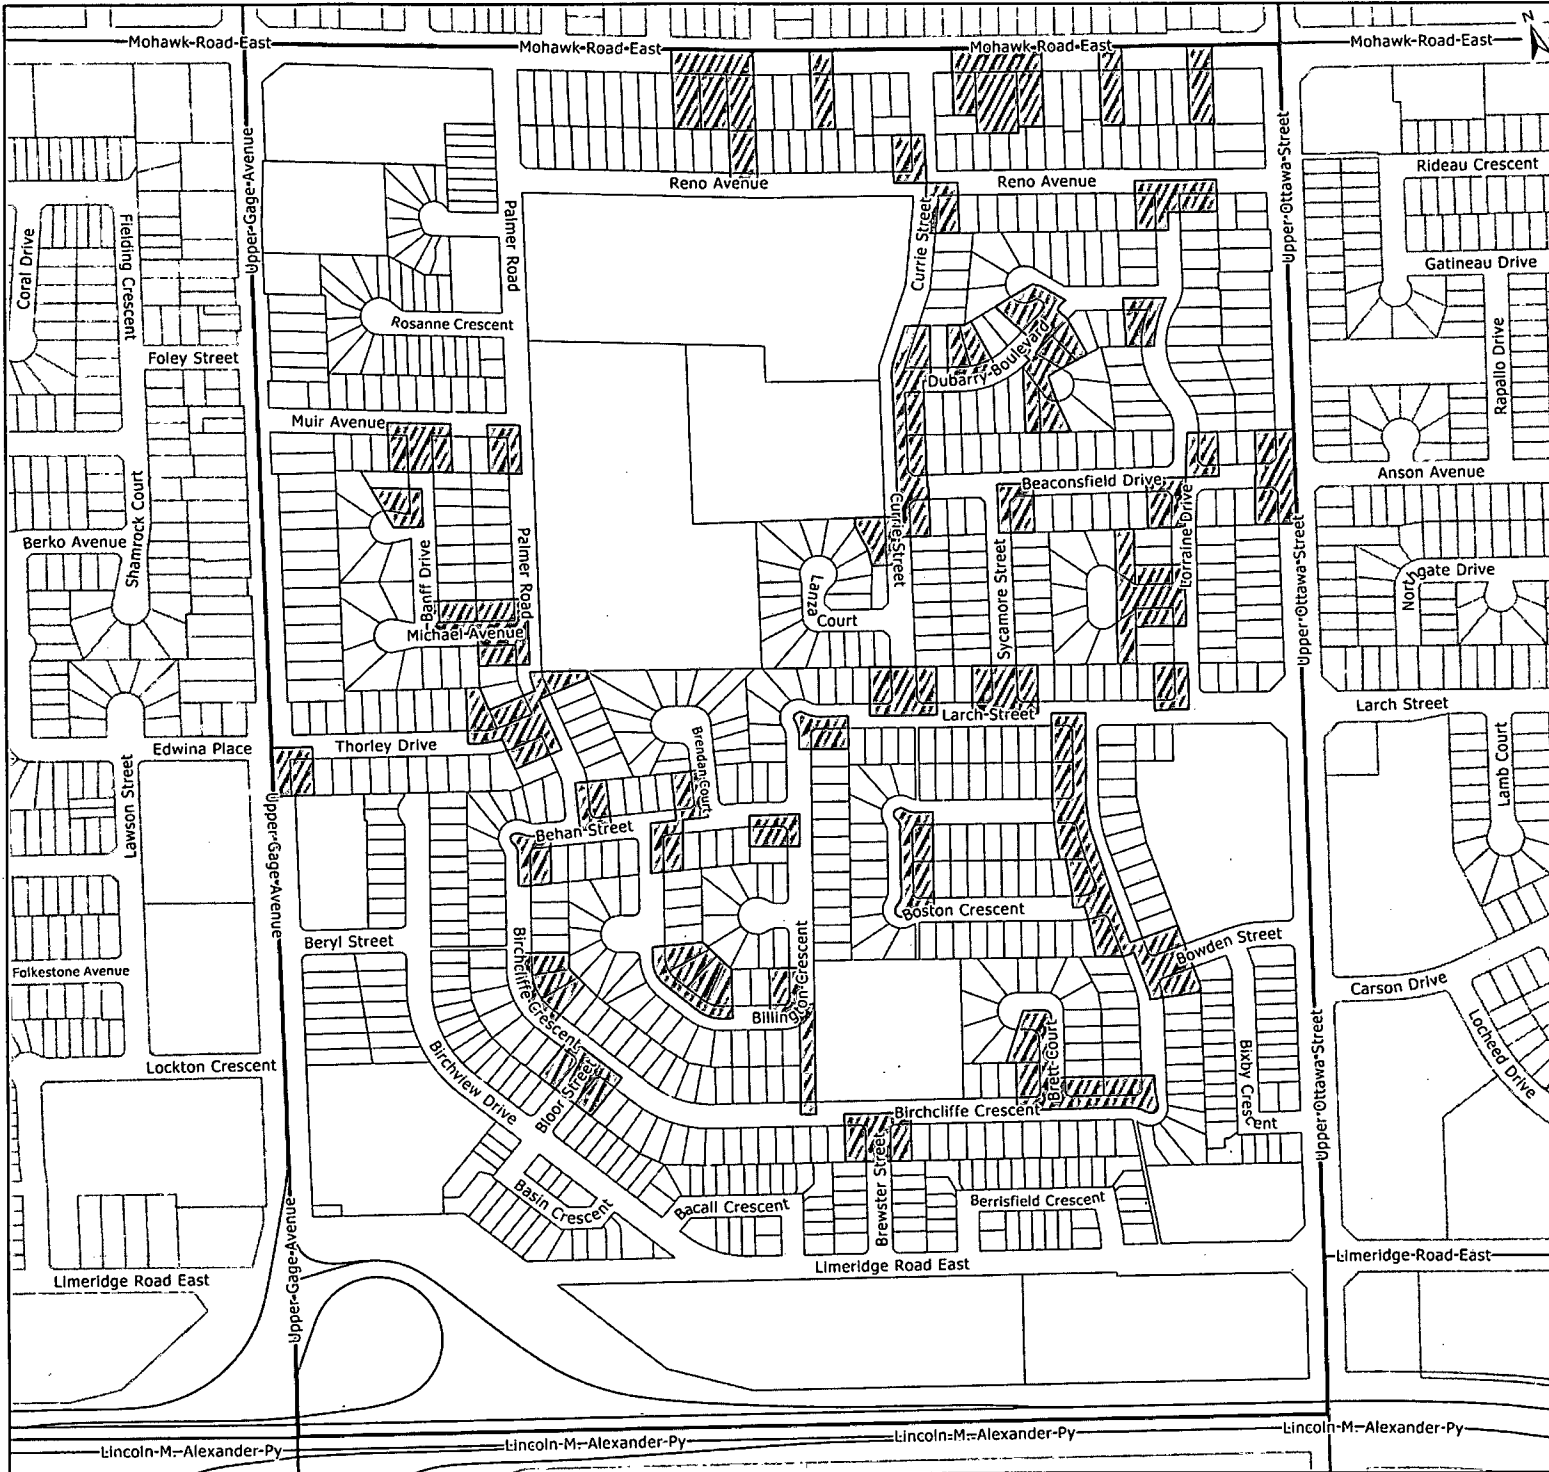 N
Mohawk-Road-East
Mohawk-Road-East
Mohawk-Road-East
Mohawk-Road-East
Rideau Crescent
Reno Avenue
Reno Avenue
Upper-Gage-Avenue
Upper-Ottawa-Street
Palmer Road
Currie Street
Coral Drive
Fielding Crescent
Gatineau Drive
Rosanne Crescent
Foley Street
Rapallo Drive
Dubarry-Boulevard
Muir Avenue
Anson Avenue
Beaconsfield Drive
Shamrock Court
Berko Avenue
Currie-Street
Lorraine Drive
Upper-Ottawa-Street
Palmer Road
Banff Drive
Sycamore Street
Northgate Drive
Lanza
Court
Michael-Avenue
Larch Street
Larch-Street
Thorley Drive
Edwina Place
Brendan Court
Lamb Court
Lawson Street
Upper-Gage-Avenue
Behan-Street
Boston Crescent
Beryl Street
Bowden Street
Folkestone Avenue
Birchcliffe-Crescent
Carson Drive
Billington-Crescent
Locheed Drive
Lockton Crescent
Birchview Drive
Bloor Street
Brett-Court
Bixby Crescent
Upper-Ottawa-Street
Birchcliffe Crescent
Brewster Street
Basin Crescent
Bacall Crescent
Berrisfield Crescent
Upper-Gage-Avenue
Limeridge Road East
Limeridge Road East
Limeridge-Road-East
Lincoln-M.-Alexander-Py
Lincoln-M.-Alexander-Py
Lincoln-M.-Alexander-Py
Lincoln-M.-Alexander-Py